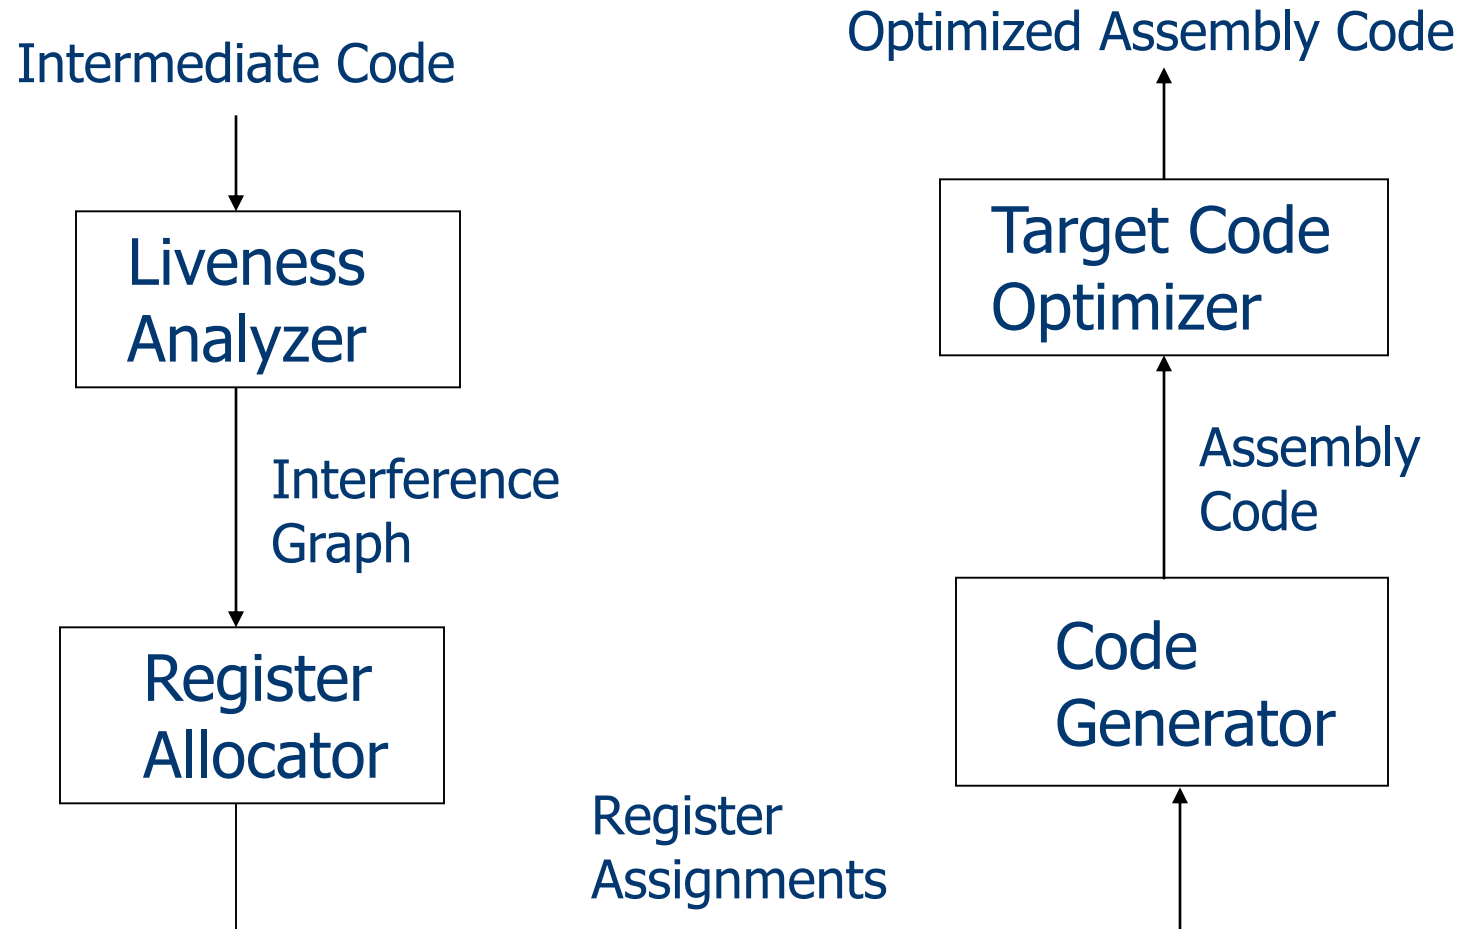 Intermediate Code
Liveness
Analyzer
Interference
Graph
Register
Allocator
Register
Assignments
Code
Generator
Assembly
Code
Target Code
Optimizer
Optimized Assembly Code